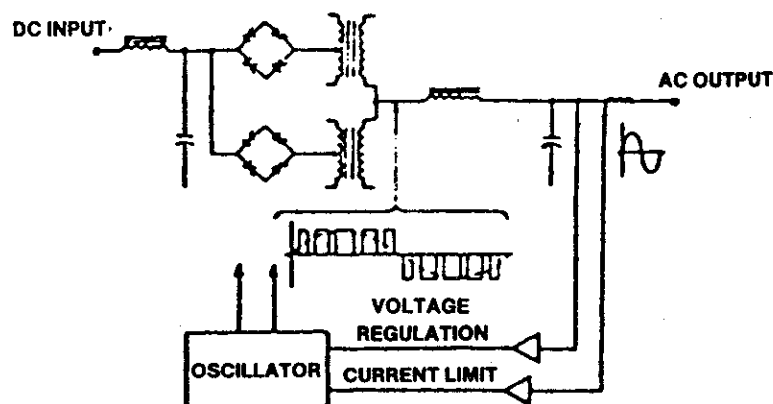 DC INPUT
AC OUTPUT
VOLTAGE
REGULATION
OSCILLATOR
CURRENT LIMIT